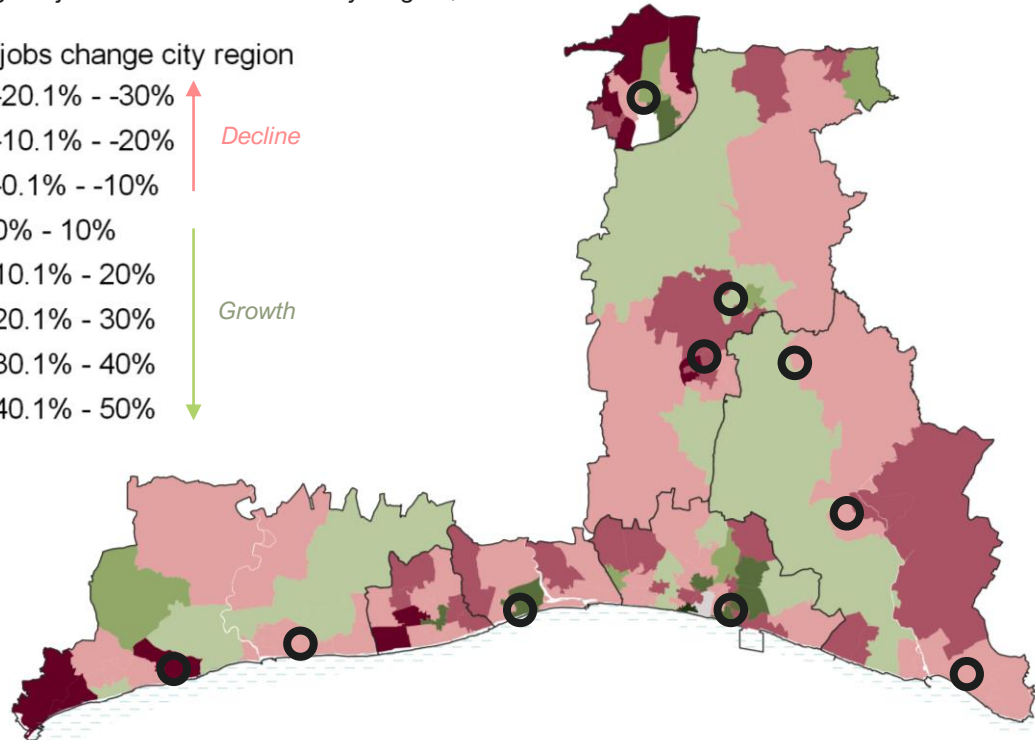 jobs change city region
-20.1% - -30%
-10.1% - -20%
-0.1% - -10%
0% - 10%
10.1% - 20%
20.1% - 30%
30.1% - 40%
40.1% - 50%
Decline
Growth